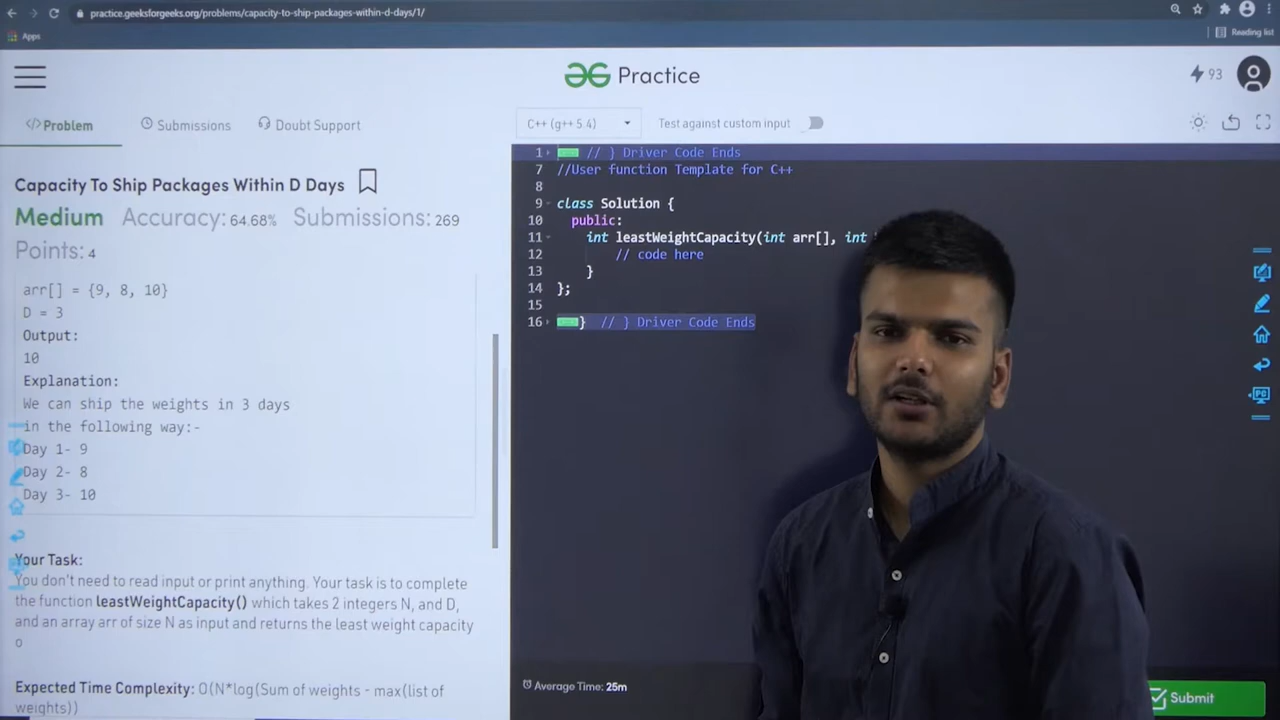 practice.geeksforgeeks.org/problems/capacity-to-ship-packages-within-d-days/1/
Apps
Reading list
Practice
93
</> Problem
Submissions
Doubt Support
C++ (g++ 5.4)
Test against custom input
Capacity To Ship Packages Within D Days
Medium Accuracy: 64.68% Submissions: 269
Points: 4
arr[] = {9, 8, 10}
D = 3
Output:
10
Explanation:
We can ship the weights in 3 days
in the following way:-
Day 1- 9
Day 2- 8
Day 3- 10
Your Task:
You don't need to read input or print anything. Your task is to complete
the function leastWeightCapacity() which takes 2 integers N, and D,
and an array arr of size N as input and returns the least weight capacity
o
Expected Time Complexity: O(N*log(Sum of weights - max(list of
weights))
1 // } Driver Code Ends
7 //User function Template for C++
8
9 class Solution {
10 public:
11 int leastWeightCapacity(int arr[], int
12 // code here
13 }
14 };
15
16 } // } Driver Code Ends
Average Time: 25m
Submit
PC